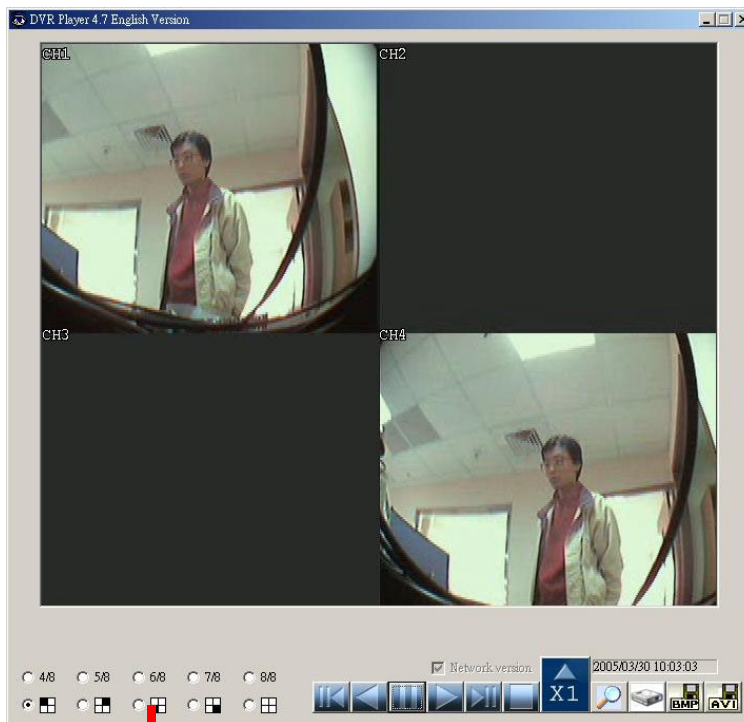 DVR Player 4.7 English Version
CH1
CH2
CH3
CH4
Network version
2005/03/30 10:03:03
4/8
5/8
6/8
7/8
8/8
X1
BMP
AVI